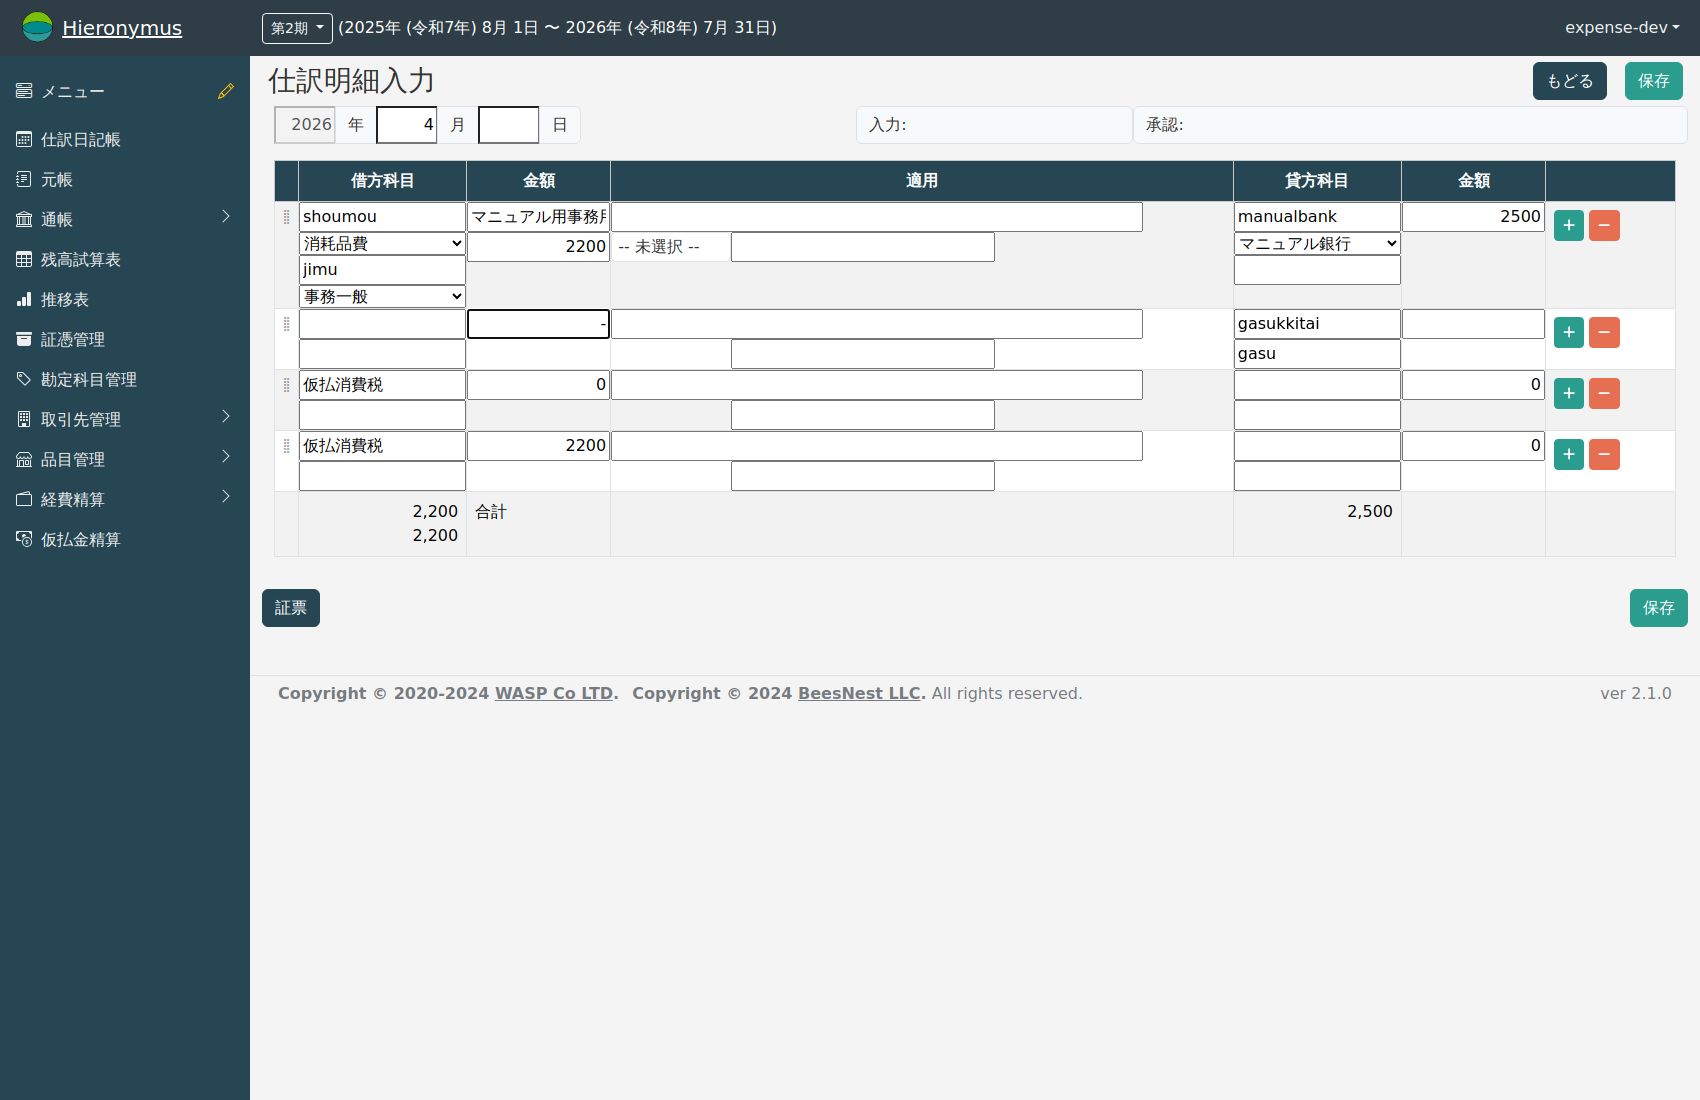 Hieronymus
第2期 (2025年 (令和7年) 8月 1日 〜 2026年 (令和8年) 7月 31日)
expense-dev
メニュー
仕訳日記帳
元帳
通帳
残高試算表
推移表
証憑管理
勘定科目管理
取引先管理
品目管理
経費精算
仮払金精算
仕訳明細入力
もどる
保存
2026 年 4 月 日
入力:
承認:
借方科目 金額 適用 貸方科目 金額
shoumou マニュアル用事務 manualbank 2500
消耗品費 2200 -- 未選択 -- マニュアル銀行
jimu
事務一般
- gasukkitai
gasu
仮払消費税 0 0
仮払消費税 2200 0
2,200 合計 2,500
2,200
証票
保存
Copyright © 2020-2024 WASP Co LTD. Copyright © 2024 BeesNest LLC. All rights reserved.
ver 2.1.0